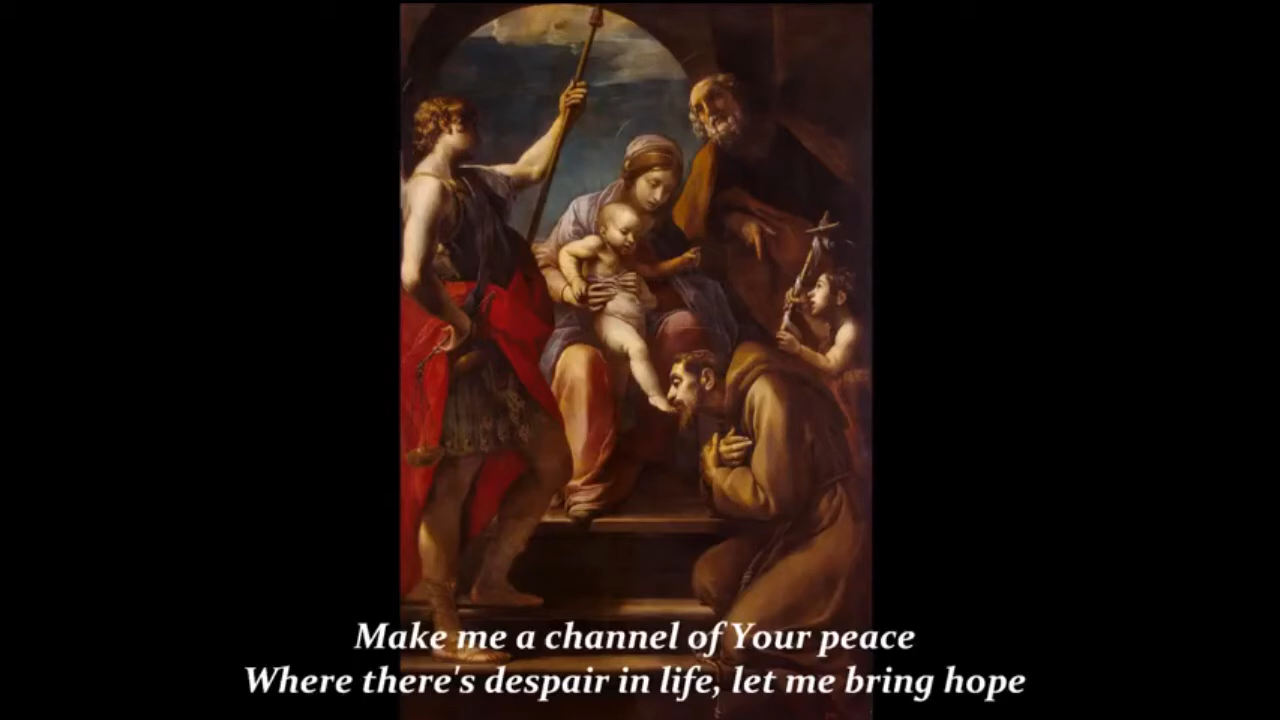 Make me a channel of Your peace
Where there's despair in life, let me bring hope